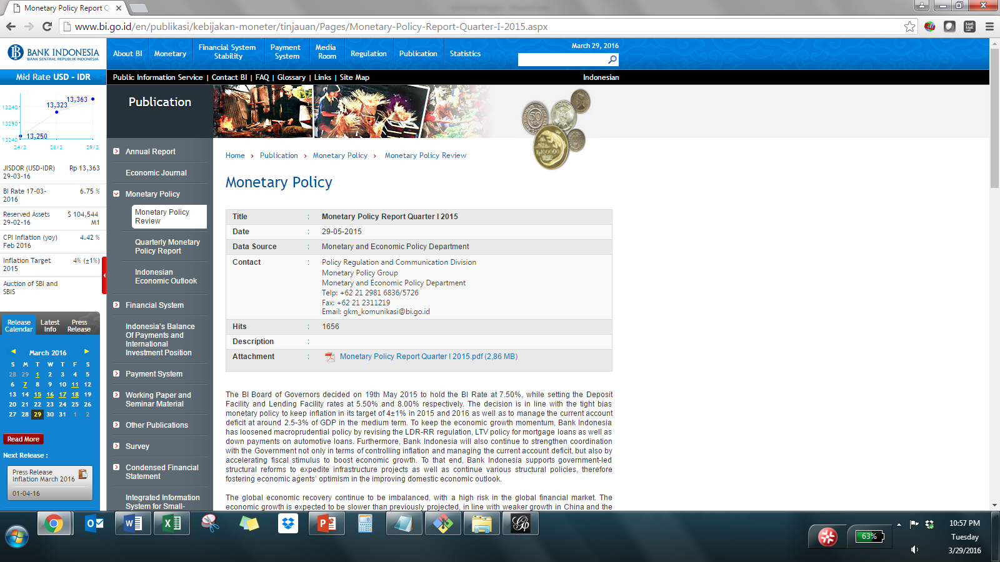 Monetary Policy Report Q
www.bi.go.id/en/publikasi/kebijakan-moneter/tinjauan/Pages/Monetary-Policy-Report-Quarter-I-2015.aspx
BANK INDONESIA
BANK SENTRAL REPUBLIK INDONESIA
About BI
Monetary
Financial System
Stability
Payment
System
Media
Room
Regulation
Publication
Statistics
March 29, 2016
Mid Rate USD - IDR
Public Information Service | Contact BI | FAQ | Glossary | Links | Site Map
Indonesian
13340
13290
13240
13,363
13,323
13,250
24/3
28/3
29/3
JISDOR (USD-IDR)
29-03-16
Rp 13,363
BI Rate 17-03-
2016
6.75 %
Reserved Assets
29-02-16
$ 104,544
M1
CPI Inflation (yoy)
Feb 2016
4.42 %
Inflation Target
2015
4% (±1%)
Auction of SBI and
SBIS
Release
Calendar
Latest
Info
Press
Release
March 2016
S M T W T F S
28 29 1 2 3 4 5
6 7 8 9 10 11 12
13 14 15 16 17 18 19
20 21 22 23 24 25 26
27 28 29 30 31 1 2
Read More
Next Release :
Press Release
Inflation March 2016
01-04-16
Publication
Annual Report
Economic Journal
Monetary Policy
Monetary Policy
Review
Quarterly Monetary
Policy Report
Indonesian
Economic Outlook
Financial System
Indonesia's Balance
Of Payments and
International
Investment Position
Payment System
Working Paper and
Seminar Material
Other Publications
Survey
Condensed Financial
Statement
Integrated Information
System for Small-
50
Rp100000
Home › Publication › Monetary Policy › Monetary Policy Review
Monetary Policy
Title : Monetary Policy Report Quarter I 2015
Date : 29-05-2015
Data Source : Monetary and Economic Policy Department
Contact : Policy Regulation and Communication Division
Monetary Policy Group
Monetary and Economic Policy Department
Telp: +62 21 2981 6836/5726
Fax: +62 21 2311219
Email: gkm_komunikasi@bi.go.id
Hits : 1656
Description :
Attachment : Monetary Policy Report Quarter I 2015.pdf (2,86 MB)
The BI Board of Governors decided on 19th May 2015 to hold the BI Rate at 7.50%, while setting the Deposit
Facility and Lending Facility rates at 5.50% and 8.00% respectively. The decision is in line with the tight bias
monetary policy to keep inflation in its target of 4±1% in 2015 and 2016 as well as to manage the current account
deficit at around 2.5-3% of GDP in the medium term. To keep the economic growth momentum, Bank Indonesia
has loosened macroprudential policy by revising the LDR-RR regulation, LTV policy for mortgage loans as well as
down payments on automotive loans. Furthermore, Bank Indonesia will also continue to strengthen coordination
with the Government not only in terms of controlling inflation and managing the current account deficit, but also by
accelerating fiscal stimulus to boost economic growth. To that end, Bank Indonesia supports government-led
structural reforms to expedite infrastructure projects as well as continue various structural policies, therefore
fostering economic agents' optimism in the improving domestic economic outlook.
The global economic recovery continue to be imbalanced, with a high risk in the global financial market. The
economic growth is expected to be slower than previously projected, in line with weaker growth in China and the
63%
10:57 PM
Tuesday
3/29/2016